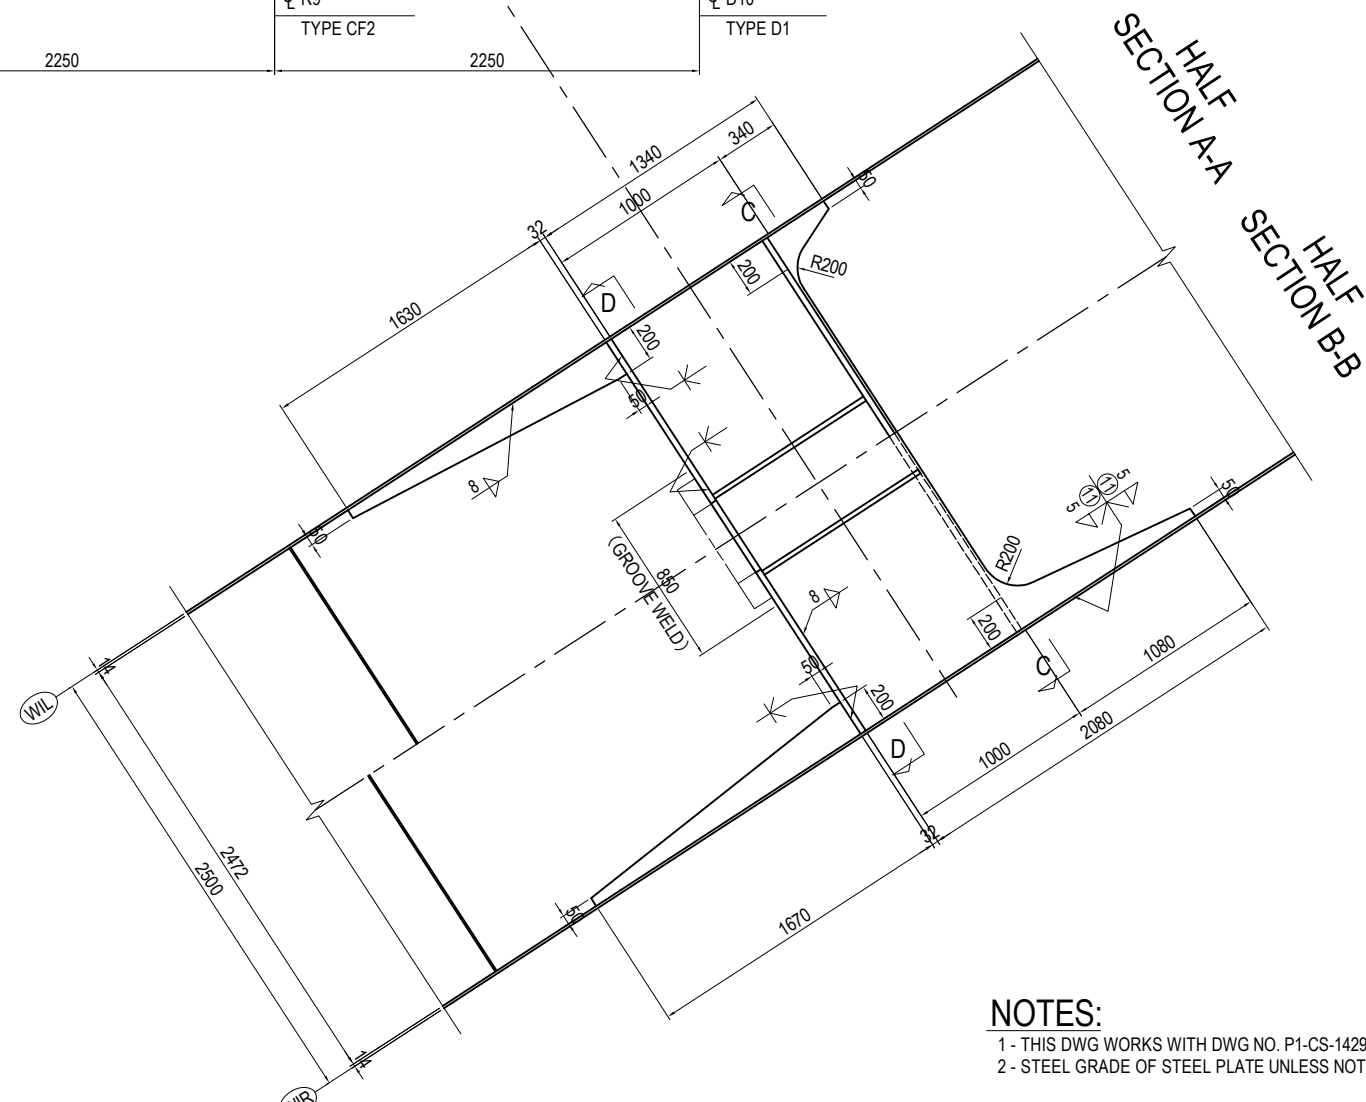 TYPE CF2
TYPE D1
2250
2250
HALF
SECTION A-A
HALF
SECTION B-B
340
1340
1000
32
C
50
R200
200
D
1630
200
50
8
50
850
(GROOVE WELD)
8
50
200
D
5
11
11
5
50
R200
200
C
1080
2080
1000
32
14
WIL
2472
2500
50
1670
14
NOTES:
1 - THIS DWG WORKS WITH DWG NO. P1-CS-1429
2 - STEEL GRADE OF STEEL PLATE UNLESS NOT